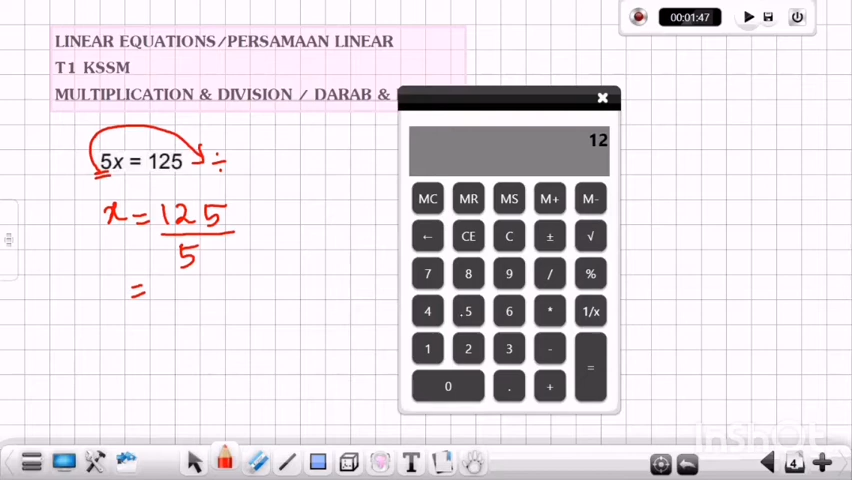 00:01:47
LINEAR EQUATIONS/PERSAMAAN LINEAR
T1 KSSM
MULTIPLICATION & DIVISION / DARAB &
5x = 125 ÷
x = 125
5
=
12
MC MR MS M+ M-
← CE C ± √
7 8 9 / %
4 .5 6 * 1/x
1 2 3 -
=
0 . +
InShot
T 4